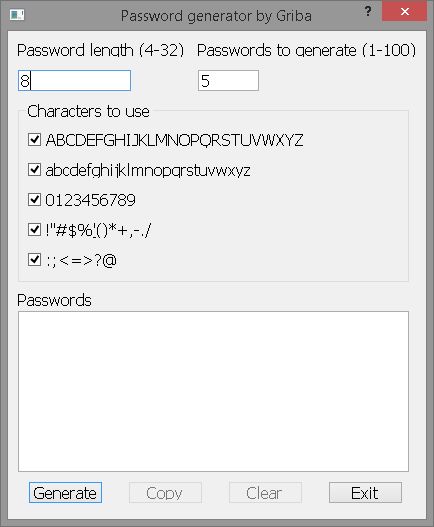 Password generator by Griba
?
Password length (4-32) Passwords to generate (1-100)
8 5
Characters to use
ABCDEFGHIJKLMNOPQRSTUVWXYZ
abcdefghijklmnopqrstuvwxyz
0123456789
!"#$%'()*+,-./
:;<=>?@
Passwords
Generate Copy Clear Exit